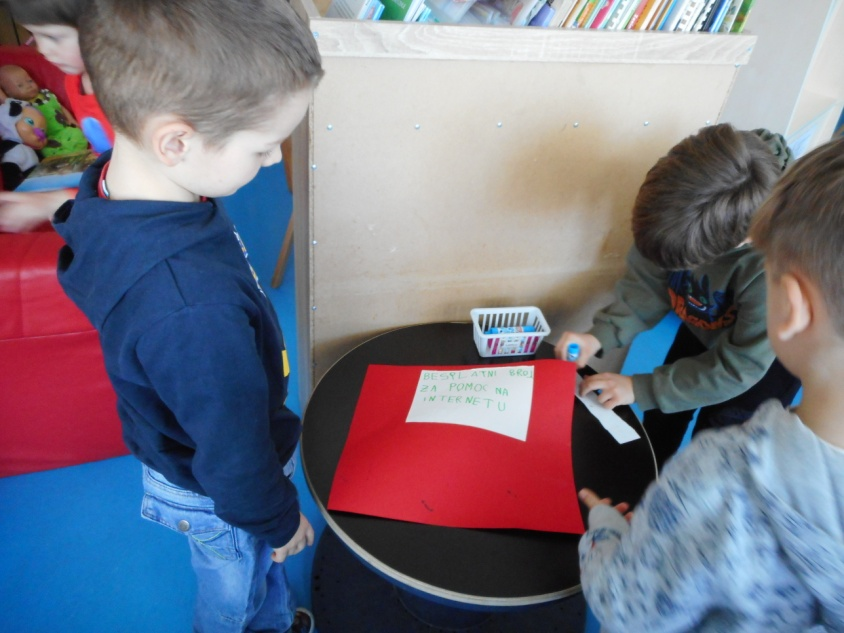 BESPLATNI BROJ
ZA POMOĆ NA
INTERNETU